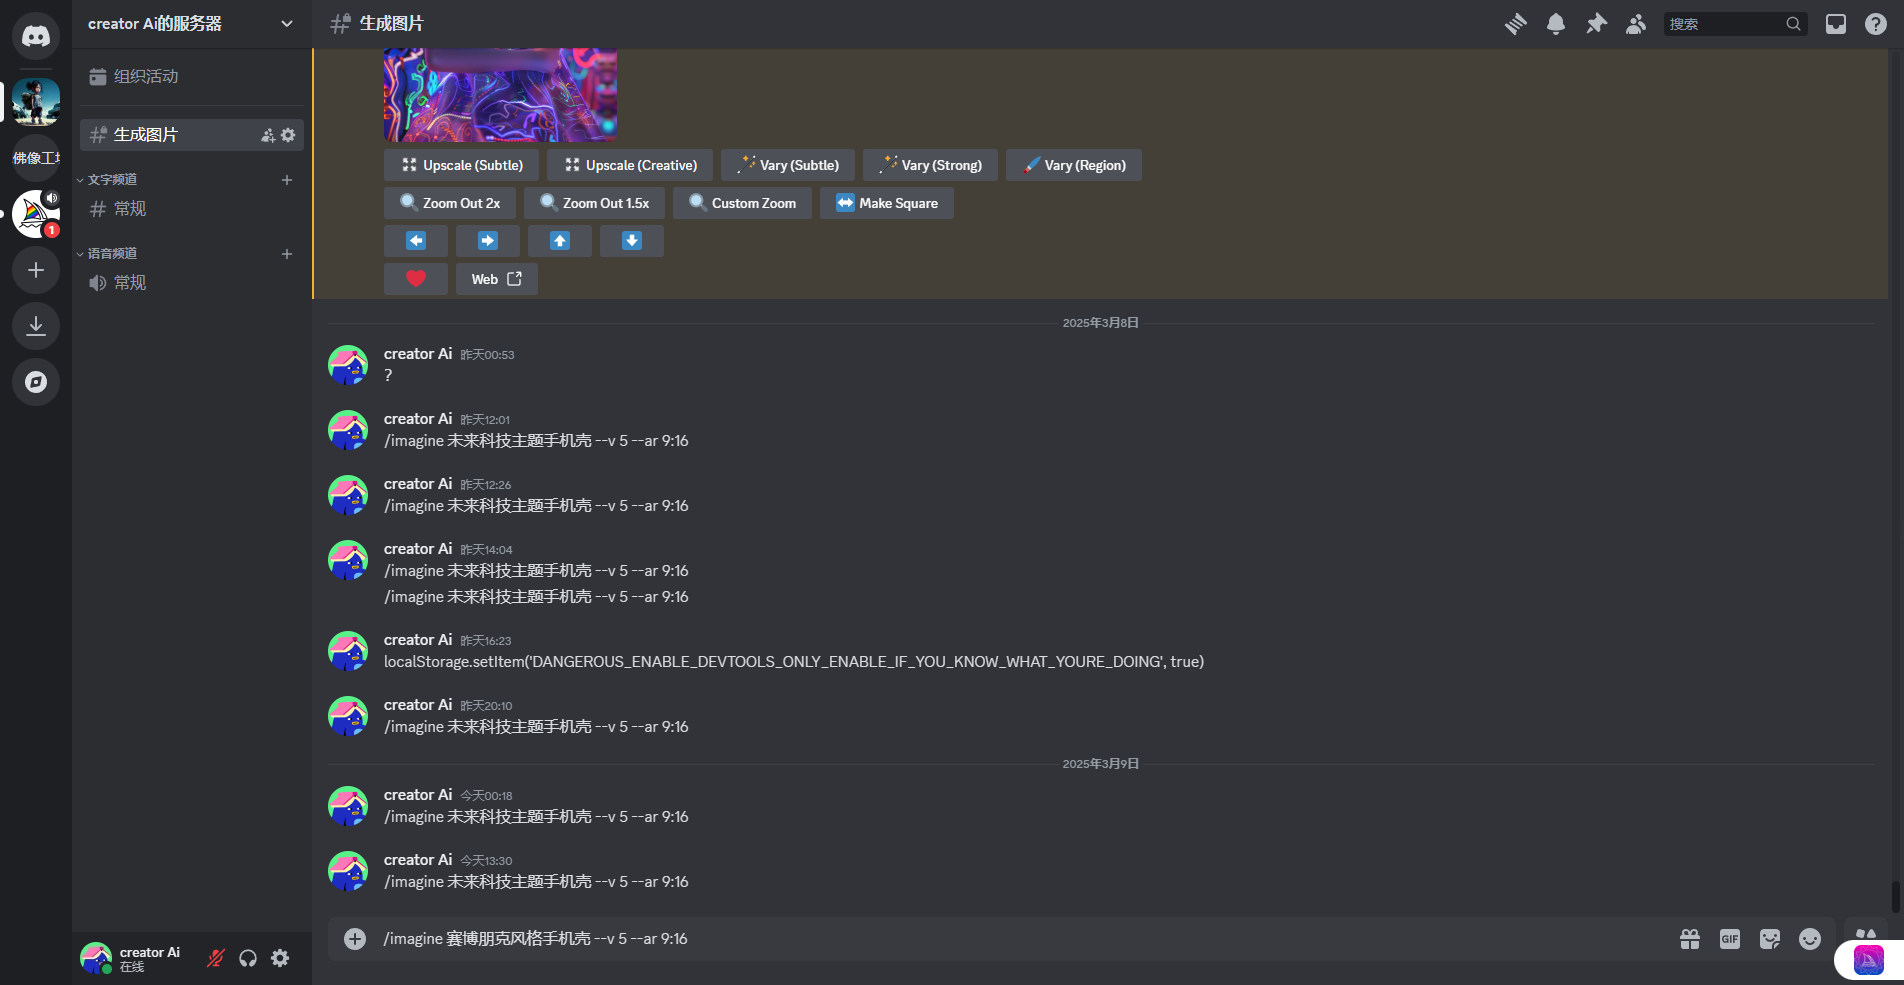 creator Ai的服务器
生成图片
搜索
组织活动
生成图片
佛像工
文字频道
常规
语音频道
常规
1
Upscale (Subtle)
Upscale (Creative)
Vary (Subtle)
Vary (Strong)
Vary (Region)
Zoom Out 2x
Zoom Out 1.5x
Custom Zoom
Make Square
Web
2025年3月8日
creator Ai 昨天00:53
?
creator Ai 昨天12:01
/imagine 未来科技主题手机壳 --v 5 --ar 9:16
creator Ai 昨天12:26
/imagine 未来科技主题手机壳 --v 5 --ar 9:16
creator Ai 昨天14:04
/imagine 未来科技主题手机壳 --v 5 --ar 9:16
/imagine 未来科技主题手机壳 --v 5 --ar 9:16
creator Ai 昨天16:23
localStorage.setItem('DANGEROUS_ENABLE_DEVTOOLS_ONLY_ENABLE_IF_YOU_KNOW_WHAT_YOURE_DOING', true)
creator Ai 昨天20:10
/imagine 未来科技主题手机壳 --v 5 --ar 9:16
2025年3月9日
creator Ai 今天00:18
/imagine 未来科技主题手机壳 --v 5 --ar 9:16
creator Ai 今天13:30
/imagine 未来科技主题手机壳 --v 5 --ar 9:16
/imagine 赛博朋克风格手机壳 --v 5 --ar 9:16
GIF
creator Ai
在线